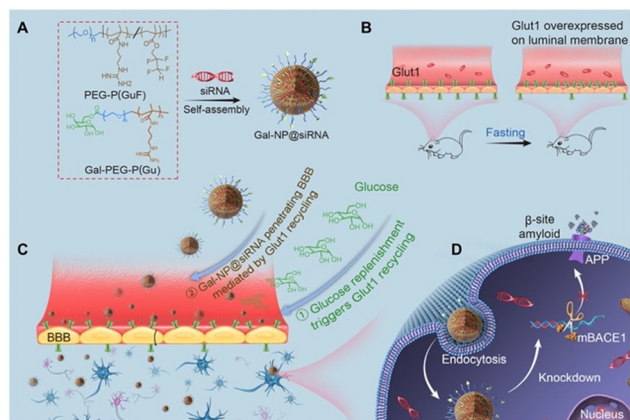 A
PEG-P(GuF)
Gal-PEG-P(Gu)
siRNA
Self-assembly
Gal-NP@siRNA
B
Glut1
Glut1 overexpressed
on luminal membrane
Fasting
C
② Gal-NP@siRNA penetrating BBB
mediated by Glut1 recycling
Glucose
① Glucose replenishment
triggers Glut1 recycling
BBB
D
β-site
amyloid
APP
mBACE1
Endocytosis
Knockdown
Nucleus